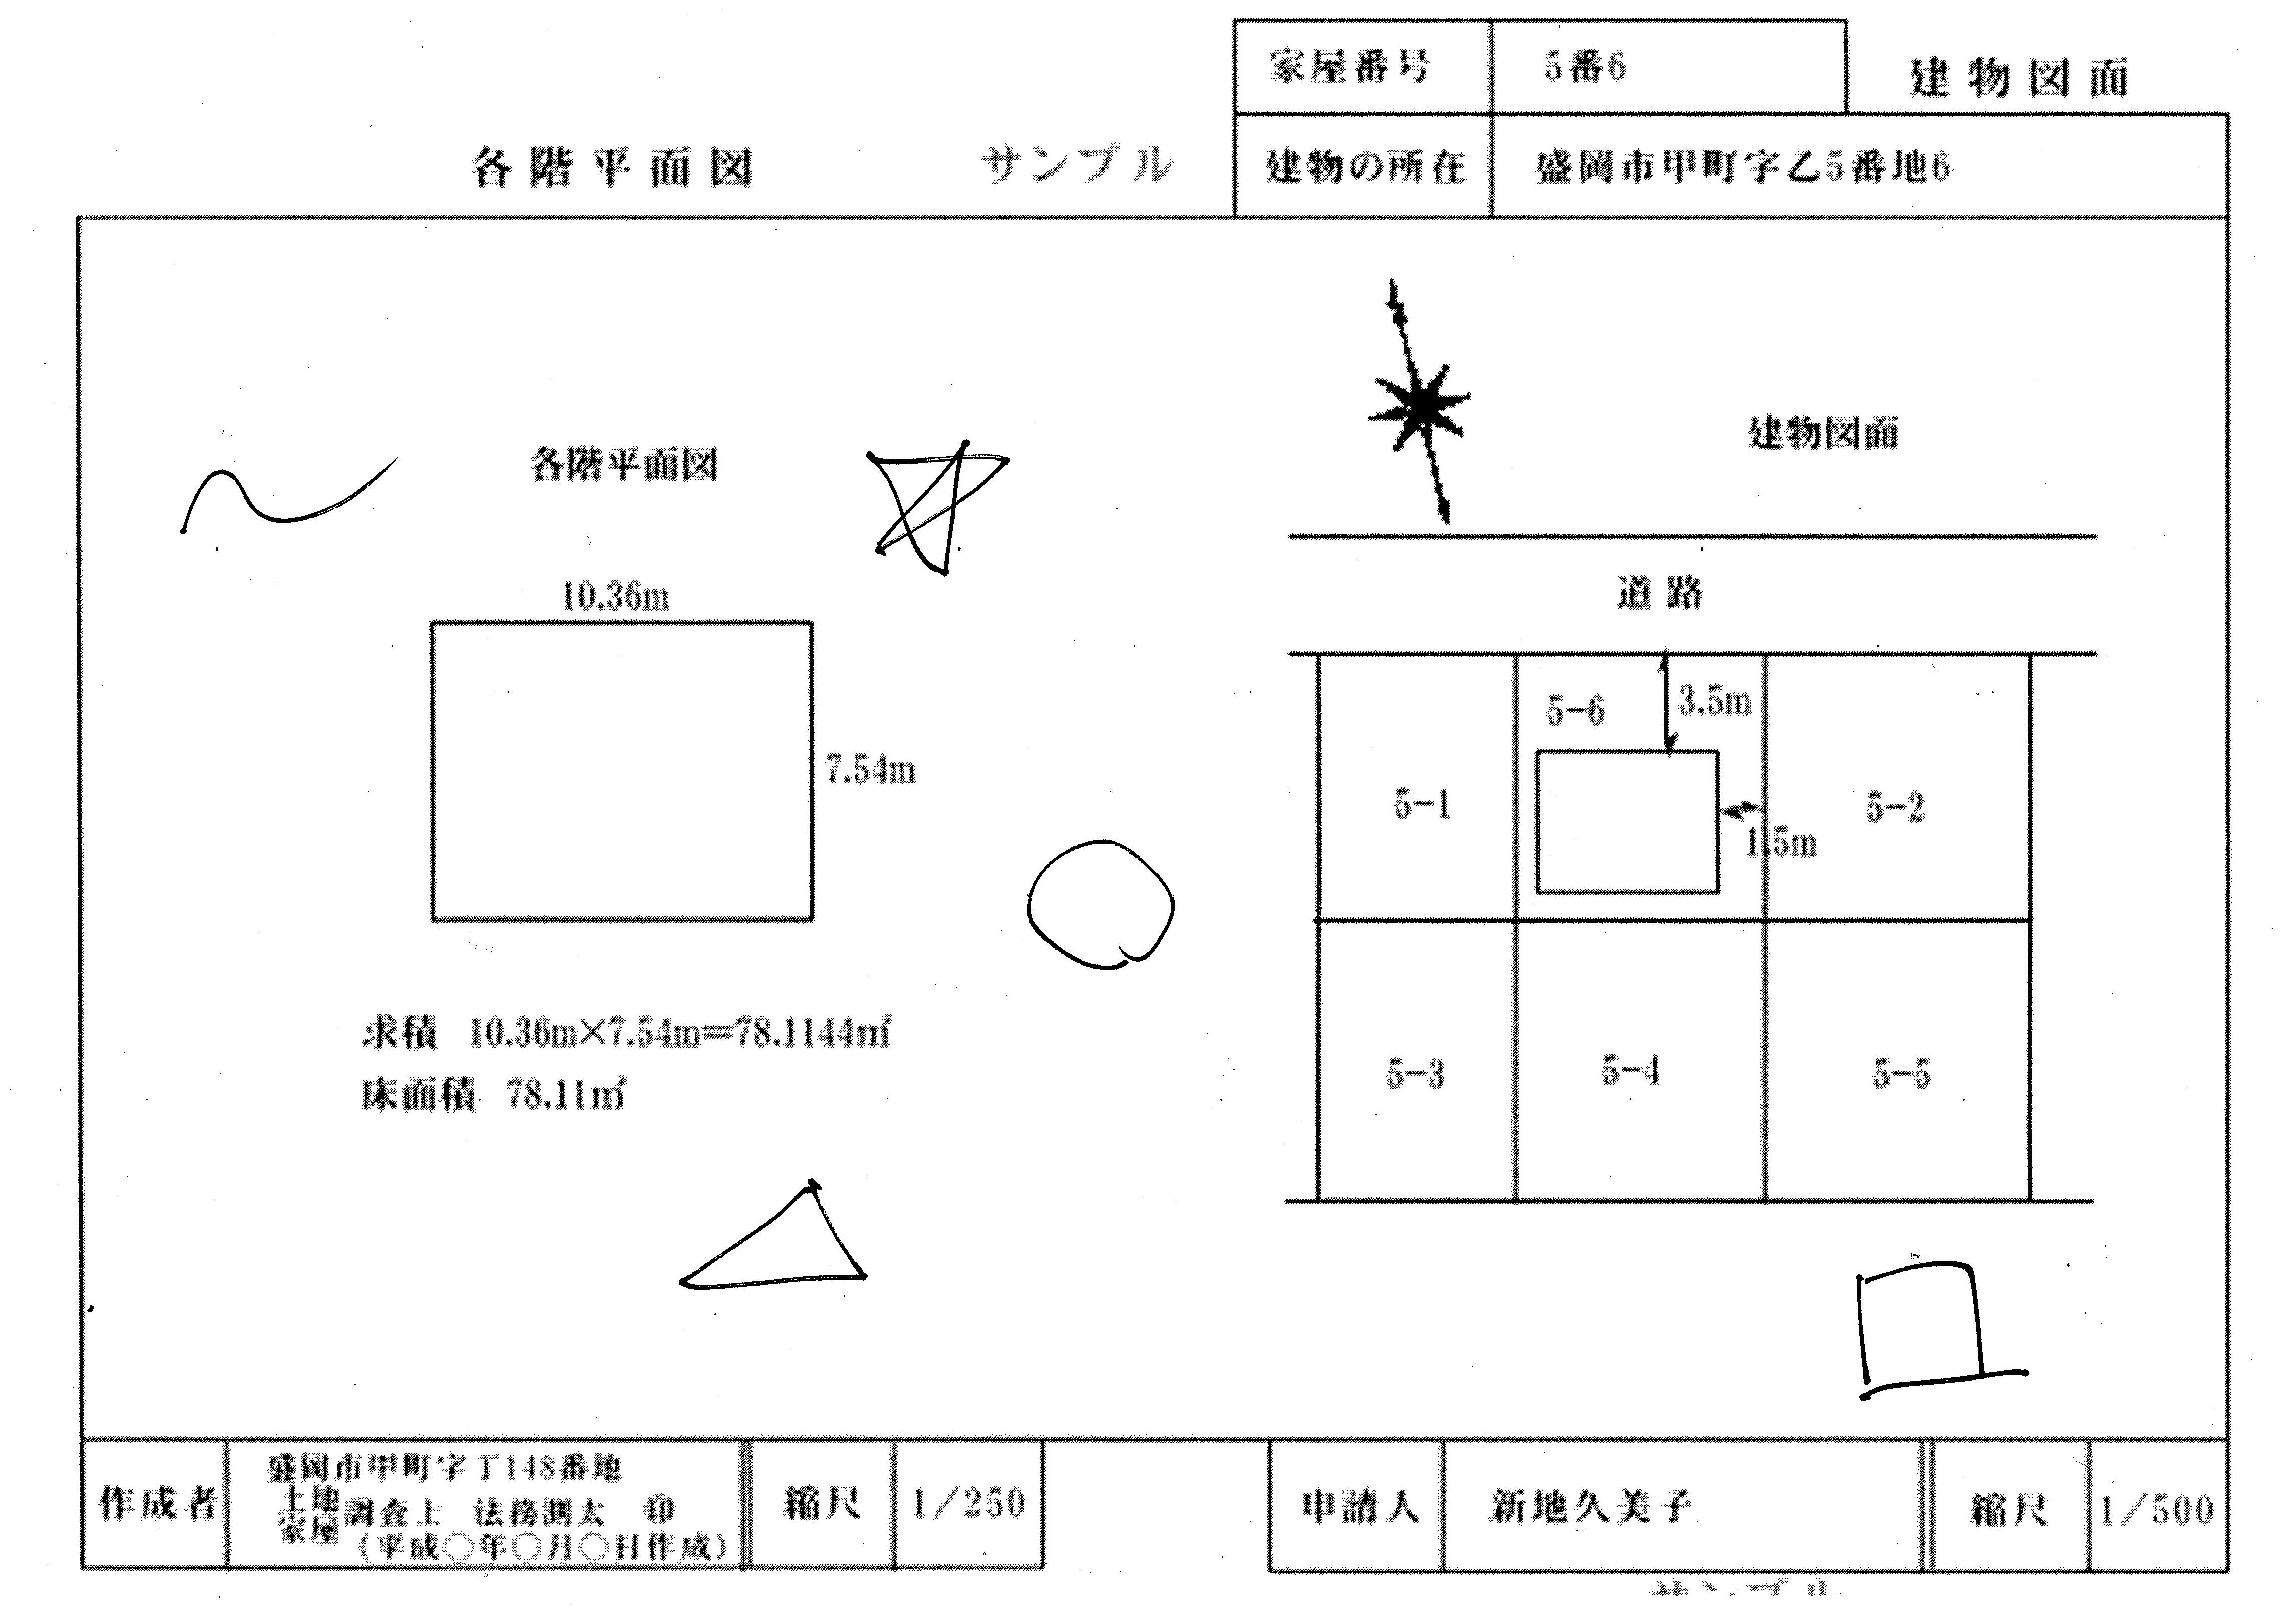 家屋番号 5番6 建物図面
各階平面図 サンプル 建物の所在 盛岡市甲町字乙5番地6
各階平面図
10.36m
7.54m
求積 10.36m×7.54m=78.1144㎡
床面積 78.11㎡
建物図面
道路
5-6 3.5m
5-1 5-2
1.5m
5-3 5-4 5-5
作成者
盛岡市甲町字丁148番地
土地
家屋
調査士 法務測太 ㊞
(平成○年○月○日作成)
縮尺 1/250
申請人 新地久美子 縮尺 1/500
サンプル